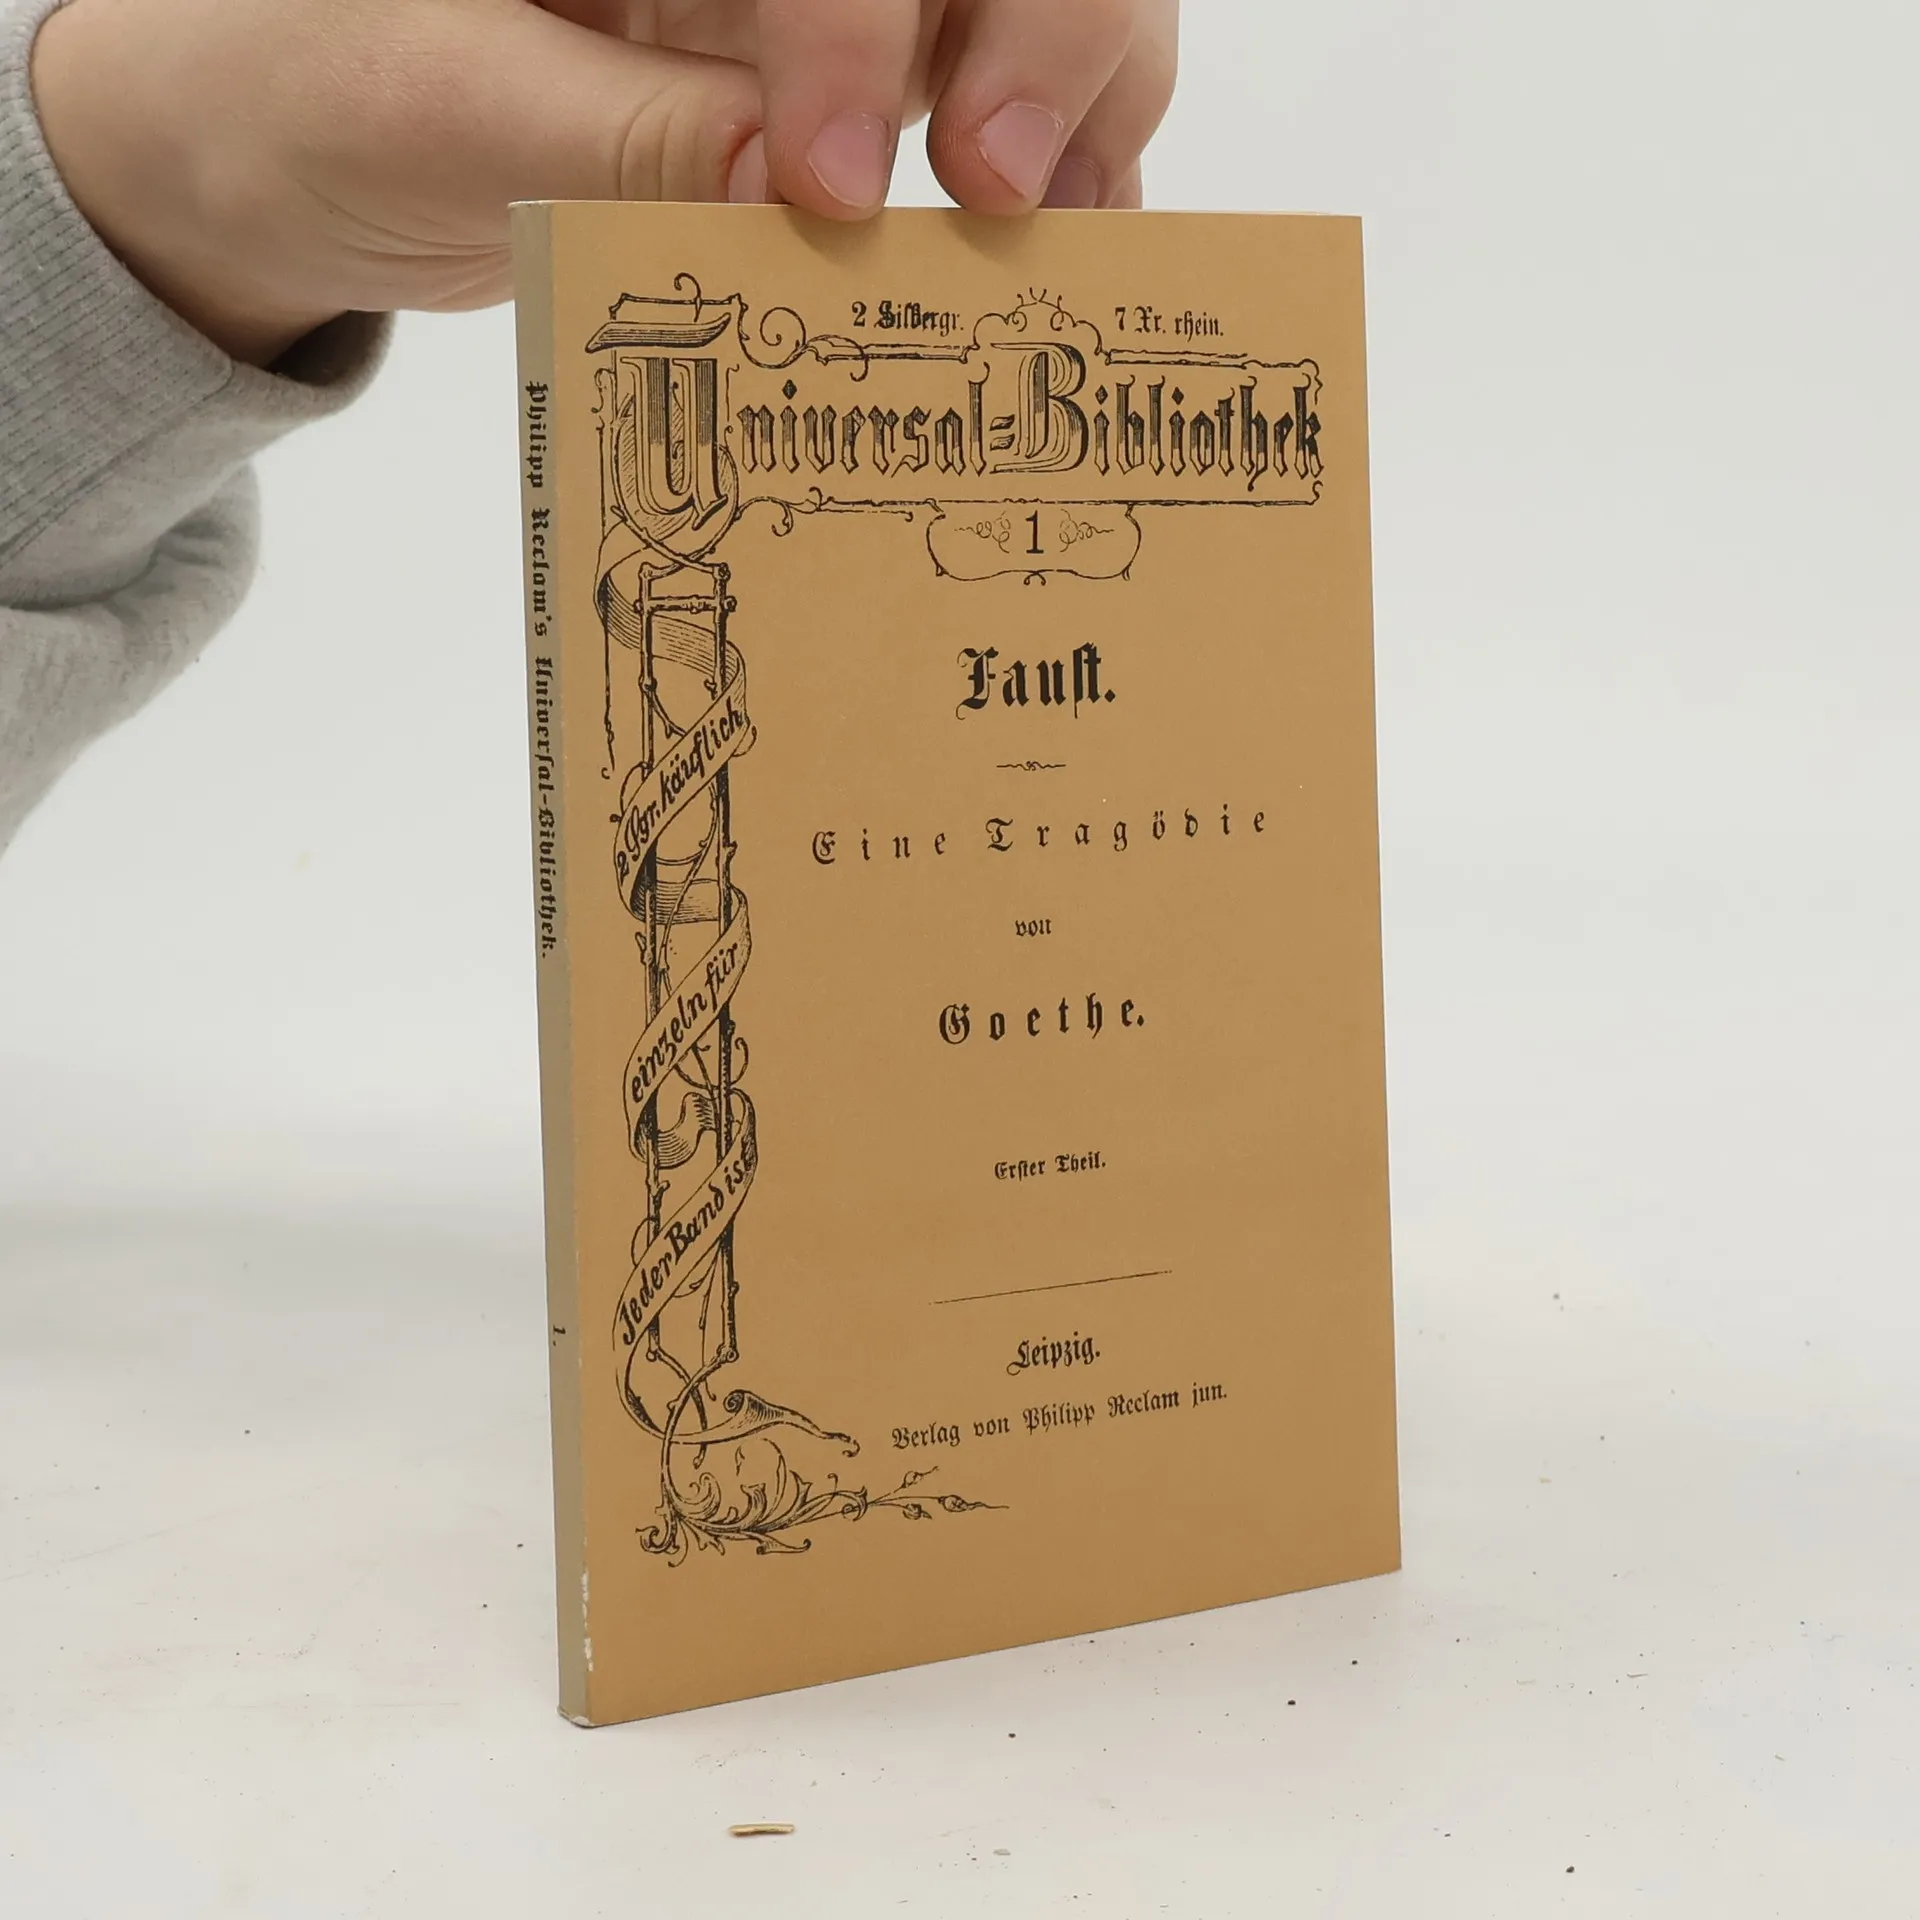 2 Silbergr. 7 Xr. rhein.
Universal=Bibliothek
1
Faust.
Eine Tragödie
von
Goethe.
Erster Theil.
Leipzig.
Verlag von Philipp Reclam jun.
Jeder Band ist
einzeln für
2 Sgr. käuflich
Philipp Reclam's Universal-Bibliothek.
1.